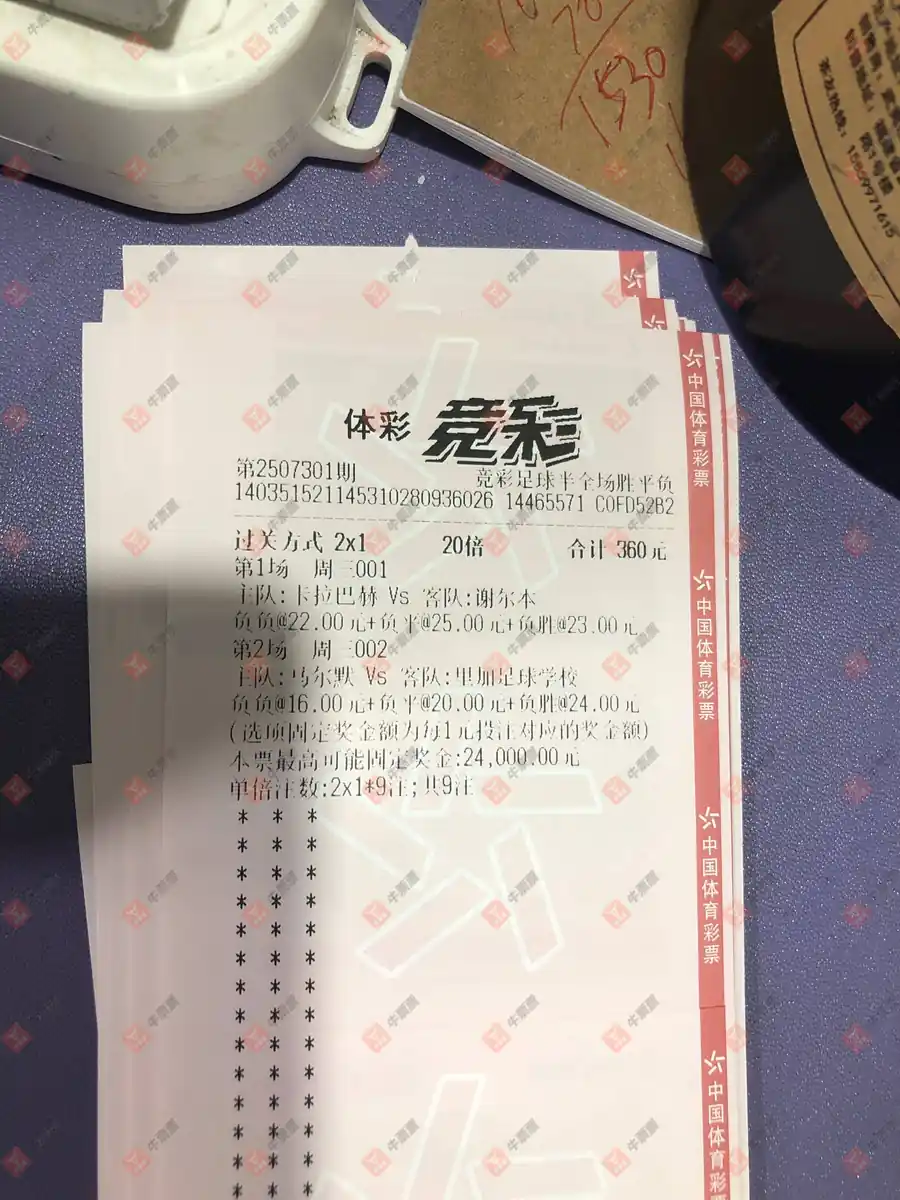 70
1530
15659971615
体彩 竞彩
第2507301期 竞彩足球半全场胜平负
140351521145310280936026 14465571 C0FD52B2
过关方式 2x1 20倍 合计 360元
第1场 周三001
主队:卡拉巴赫 Vs 客队:谢尔本
负负@22.00元+负平@25.00元+负胜@23.00元
第2场 周三002
主队:马尔默 Vs 客队:里加足球学校
负负@16.00元+负平@20.00元+负胜@24.00元
(选项固定奖金额为每1元投注对应的奖金额)
本票最高可能固定奖金:24,000.00元
单倍注数:2x1*9注;共9注
中国体育彩票
中国体育彩票
中国体育彩票
中国体育彩票
牛票票